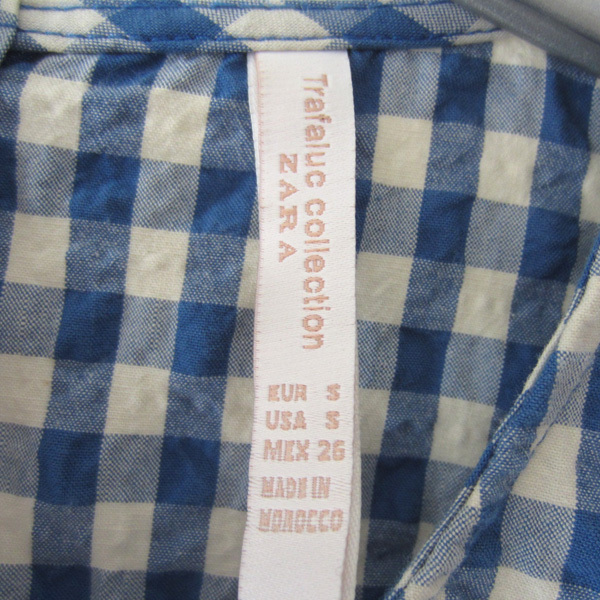 Trafaluc collection
ZARA
EUR S
USA S
MEX 26
MADE IN
MOROCCO